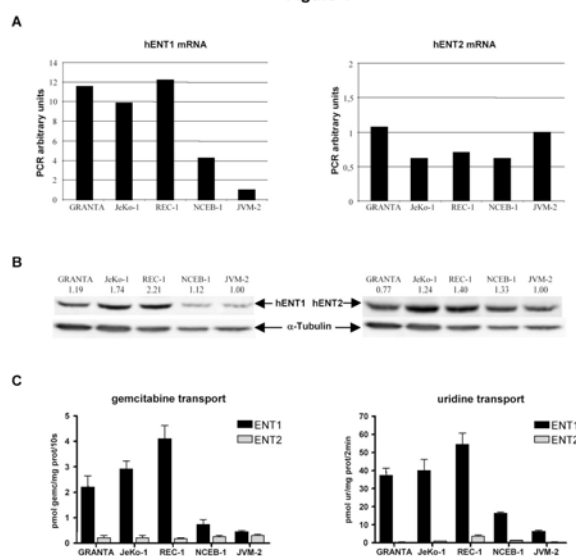 A
hENT1 mRNA
hENT2 mRNA
PCR arbitrary units
14
12
10
8
6
4
2
0
GRANTA JeKo-1 REC-1 NCEB-1 JVM-2
PCR arbitrary units
2
1,5
1
0,5
0
GRANTA JeKo-1 REC-1 NCEB-1 JVM-2
B
GRANTA JeKo-1 REC-1 NCEB-1 JVM-2
1.19 1.74 2.21 1.12 1.00
GRANTA JeKo-1 REC-1 NCEB-1 JVM-2
0.77 1.24 1.40 1.33 1.00
hENT1 hENT2
α-Tubulin
C
gemcitabine transport
uridine transport
pmol gemc/mg prot/10s
5
4
3
2
1
0
ENT1
ENT2
GRANTA JeKo-1 REC-1 NCEB-1 JVM-2
pmol ur/mg prot/2min
70
60
50
40
30
20
10
0
ENT1
ENT2
GRANTA JeKo-1 REC-1 NCEB-1 JVM-2